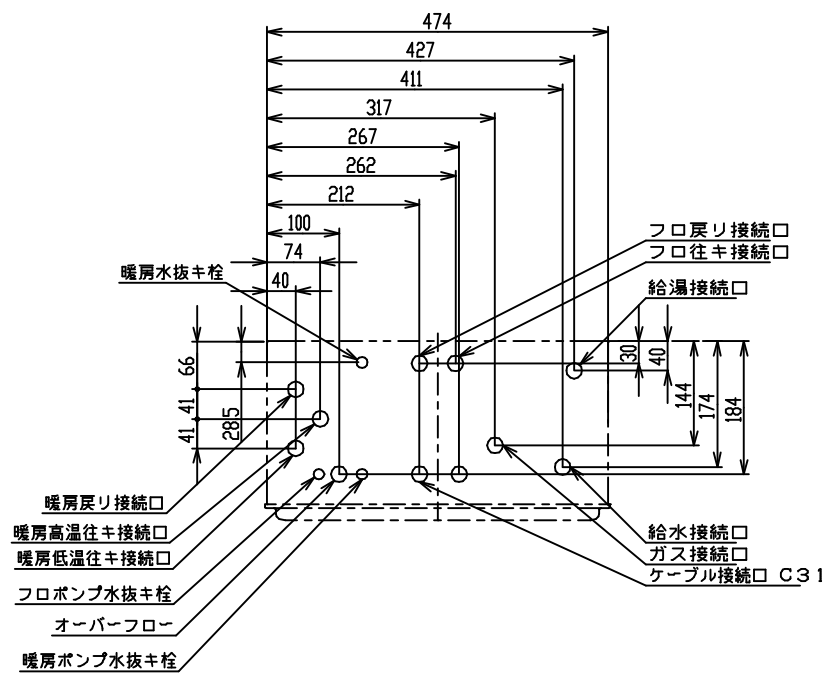 474
427
411
317
267
262
212
100
74
40
フロ戻リ接続口
フロ往キ接続口
給湯接続口
暖房水抜キ栓
66
41
41
285
30
40
144
174
184
暖房戻リ接続口
暖房高温往キ接続口
暖房低温往キ接続口
フロポンプ水抜キ栓
オーバーフロー
暖房ポンプ水抜キ栓
給水接続口
ガス接続口
ケーブル接続口 C31